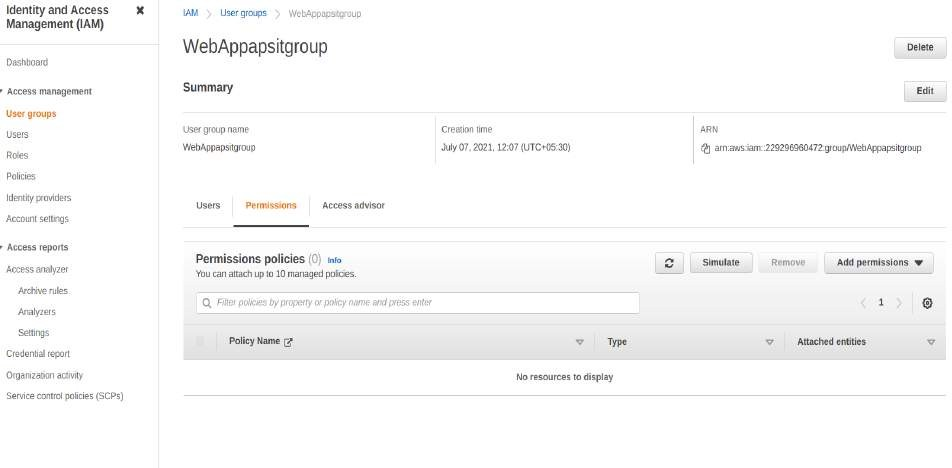 Identity and Access
Management (IAM)
Dashboard
Access management
User groups
Users
Roles
Policies
Identity providers
Account settings
Access reports
Access analyzer
Archive rules
Analyzers
Settings
Credential report
Organization activity
Service control policies (SCPs)
IAM > User groups > WebAppapsitgroup
WebAppapsitgroup
Delete
Summary
Edit
User group name
WebAppapsitgroup
Creation time
July 07, 2021, 12:07 (UTC+05:30)
ARN
arn:aws:iam::229296960472:group/WebAppapsitgroup
Users Permissions Access advisor
Permissions policies (0) Info
You can attach up to 10 managed policies.
Simulate Remove Add permissions
Filter policies by property or policy name and press enter
1
Policy Name Type Attached entities
No resources to display